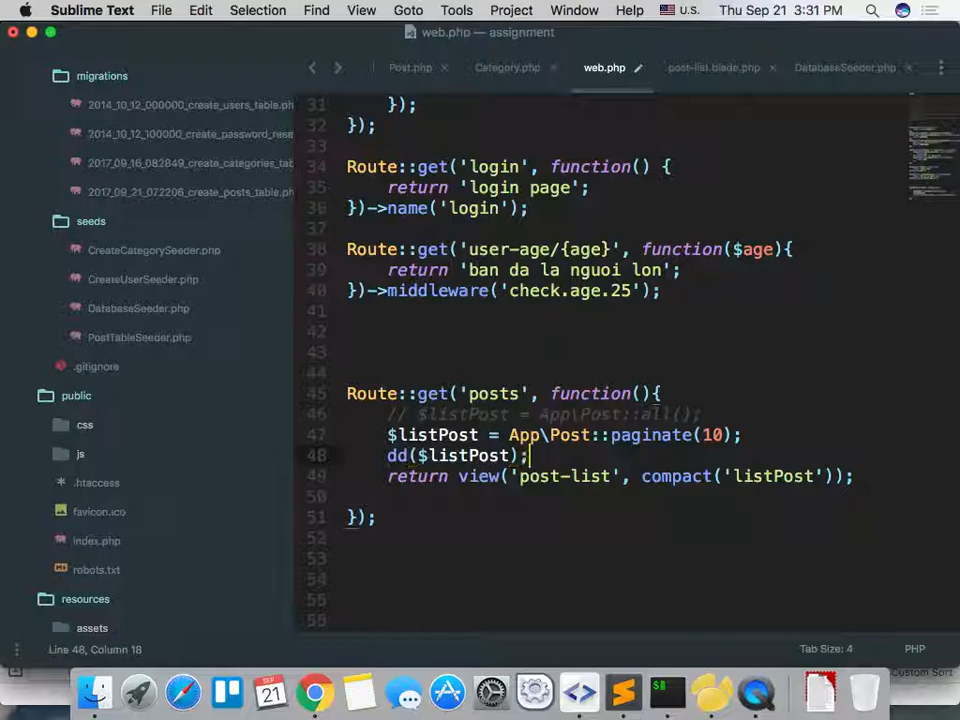 Sublime Text File Edit Selection Find Goto Tools Project Window Help U.S. Thu Sep 21 3:31 PM
web.php — assignment
Post.php Category.php web.php post-list.blade.php DatabaseSeeder.php
migrations
2014_10_12_000000_create_users_table.ph
2014_10_12_100000_create_password_rese
2017_09_16_082849_create_categories_tab
2017_09_21_072206_create_posts_table.ph
seeds
CreateCategorySeeder.php
CreateUserSeeder.php
DatabaseSeeder.php
PostTableSeeder.php
.gitignore
public
css
js
.htaccess
favicon.ico
index.php
robots.txt
resources
assets
31 });
32 });
33
34 Route::get('login', function() {
35 return 'login page';
36 })->name('login');
37
38 Route::get('user-age/{age}', function($age){
39 return 'ban da la nguoi lon';
40 })->middleware('check.age.25');
41
42
43
44
45 Route::get('posts', function(){
46 // $listPost = App\Post::all();
47 $listPost = App\Post::paginate(10);
48 dd($listPost);
49 return view('post-list', compact('listPost'));
50
51 });
52
53
54
55
Line 48, Column 18 Tab Size: 4 PHP
Custom Sort
SEP
21